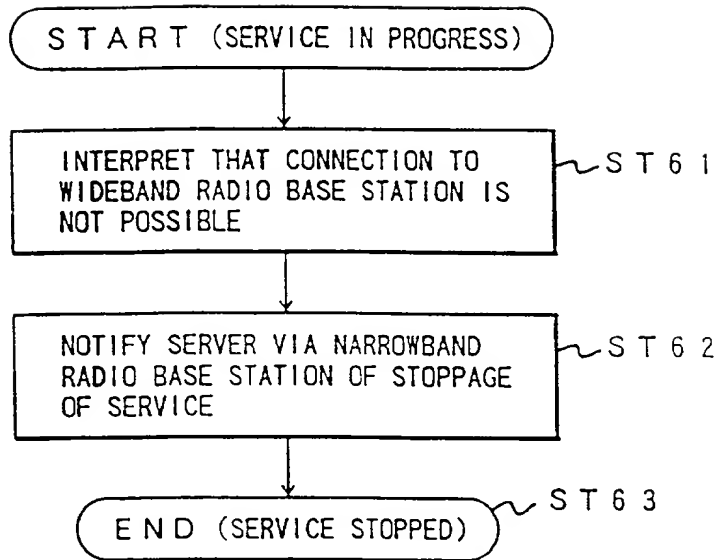 START (SERVICE IN PROGRESS)
INTERPRET THAT CONNECTION TO
WIDEBAND RADIO BASE STATION IS
NOT POSSIBLE
ST61
NOTIFY SERVER VIA NARROWBAND
RADIO BASE STATION OF STOPPAGE
OF SERVICE
ST62
END (SERVICE STOPPED)
ST63